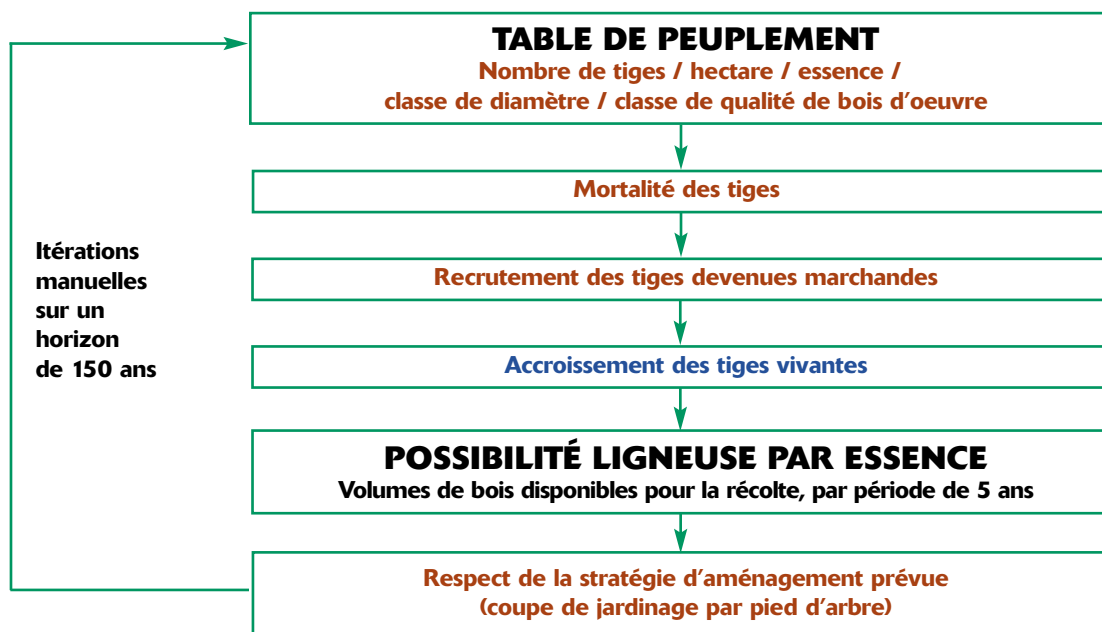 TABLE DE PEUPLEMENT
Nombre de tiges / hectare / essence /
classe de diamètre / classe de qualité de bois d'oeuvre
Mortalité des tiges
Itérations
manuelles
sur un
horizon
de 150 ans
Recrutement des tiges devenues marchandes
Accroissement des tiges vivantes
POSSIBILITÉ LIGNEUSE PAR ESSENCE
Volumes de bois disponibles pour la récolte, par période de 5 ans
Respect de la stratégie d'aménagement prévue
(coupe de jardinage par pied d'arbre)